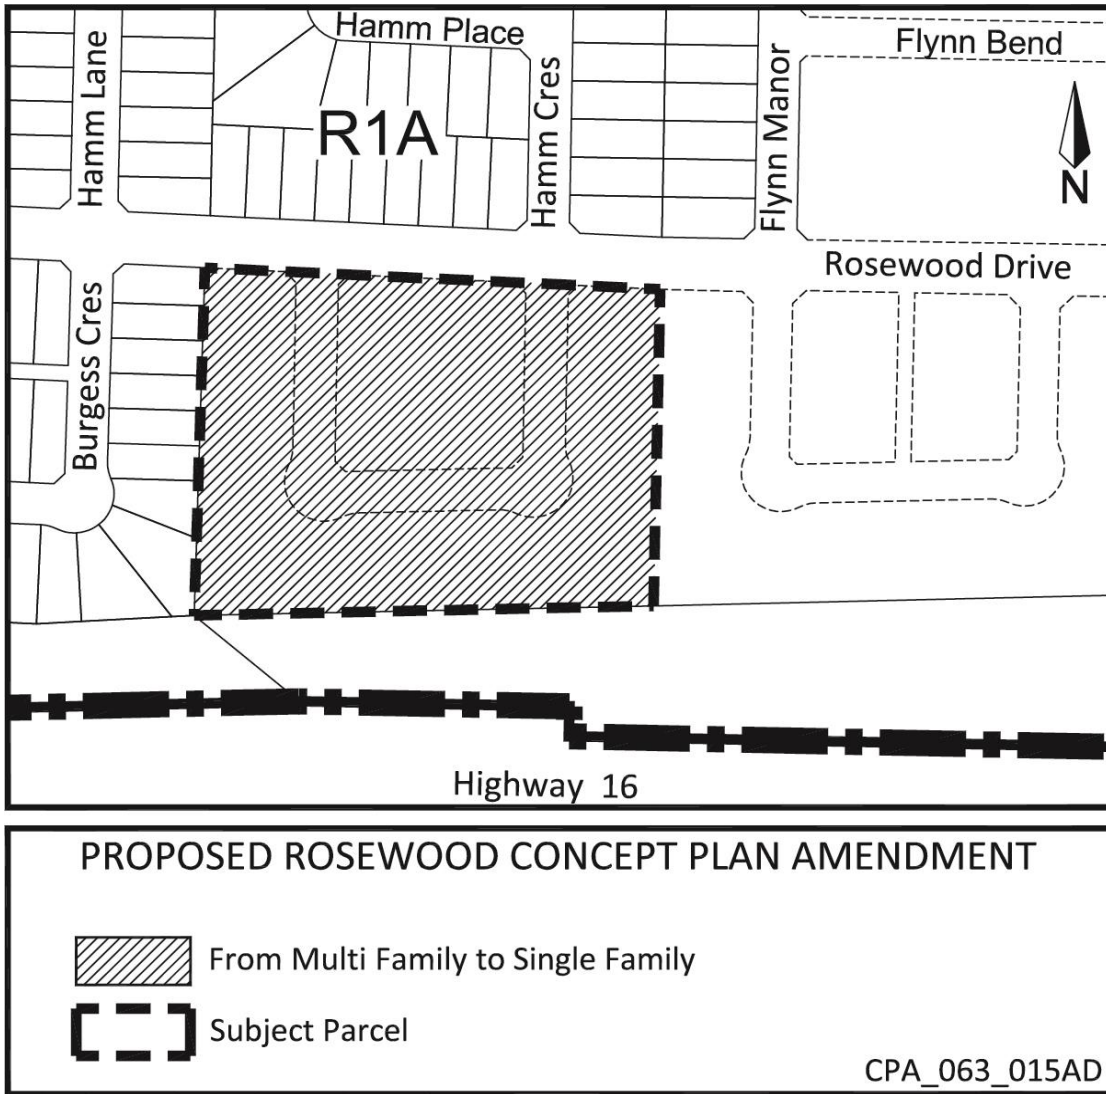 Hamm Place
Flynn Bend
Hamm Lane
R1A
Hamm Cres
Flynn Manor
N
Rosewood Drive
Burgess Cres
Highway 16
PROPOSED ROSEWOOD CONCEPT PLAN AMENDMENT
From Multi Family to Single Family
Subject Parcel
CPA_063_015AD